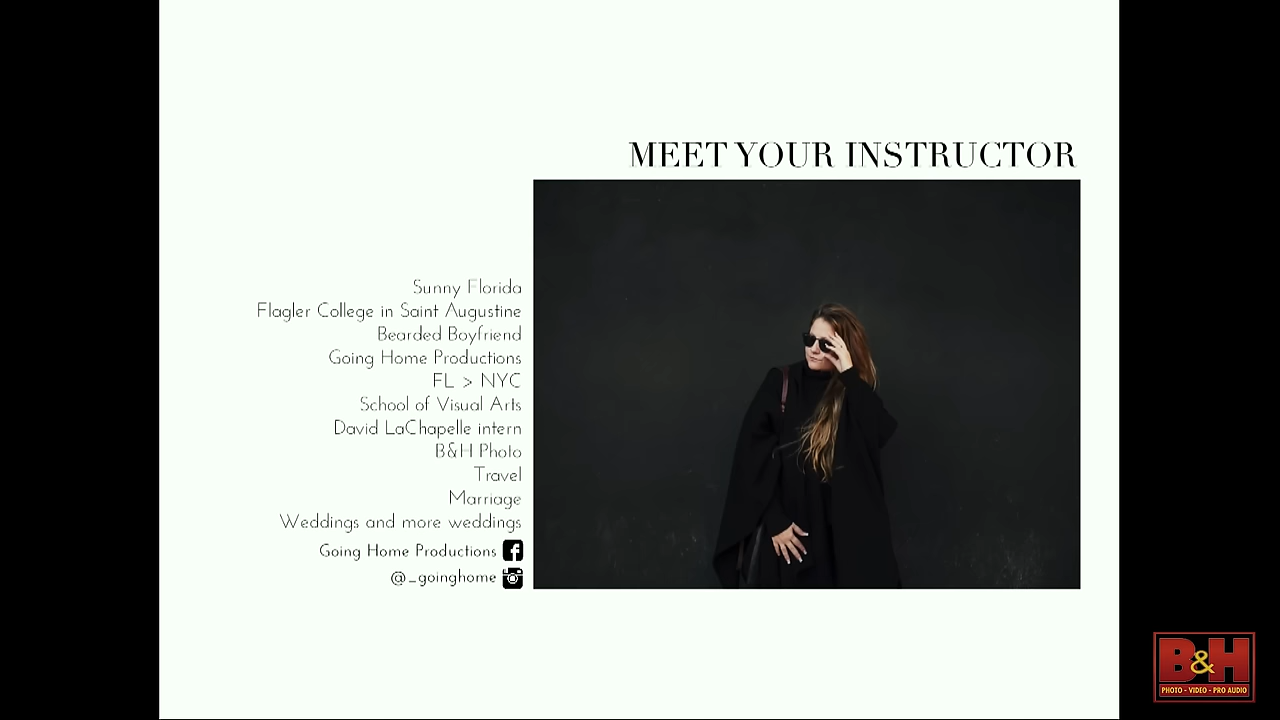 MEET YOUR INSTRUCTOR
Sunny Florida
Flagler College in Saint Augustine
Bearded Boyfriend
Going Home Productions
FL > NYC
School of Visual Arts
David LaChapelle intern
B&H Photo
Travel
Marriage
Weddings and more weddings
Going Home Productions
@_goinghome
B&H
PHOTO - VIDEO - PRO AUDIO